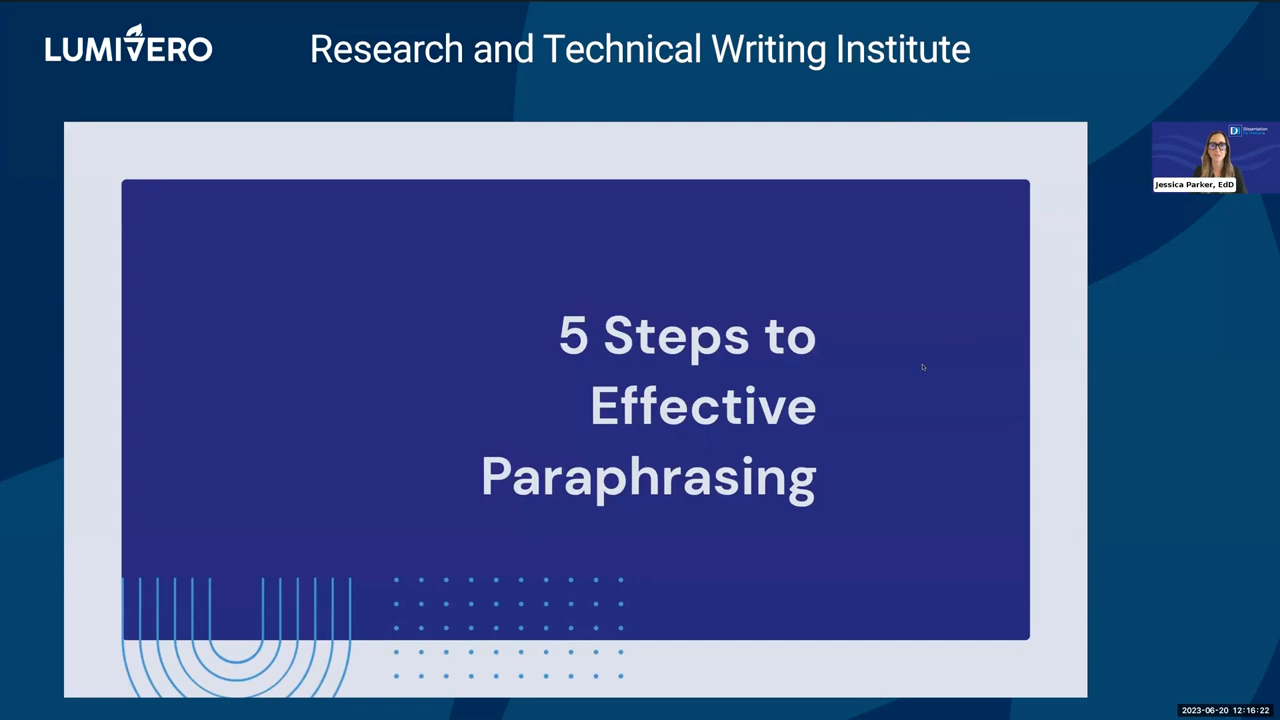 LUMIVERO
Research and Technical Writing Institute
5 Steps to
Effective
Paraphrasing
D Dissertation
Jessica Parker, EdD
2023-06-20 12:16:22